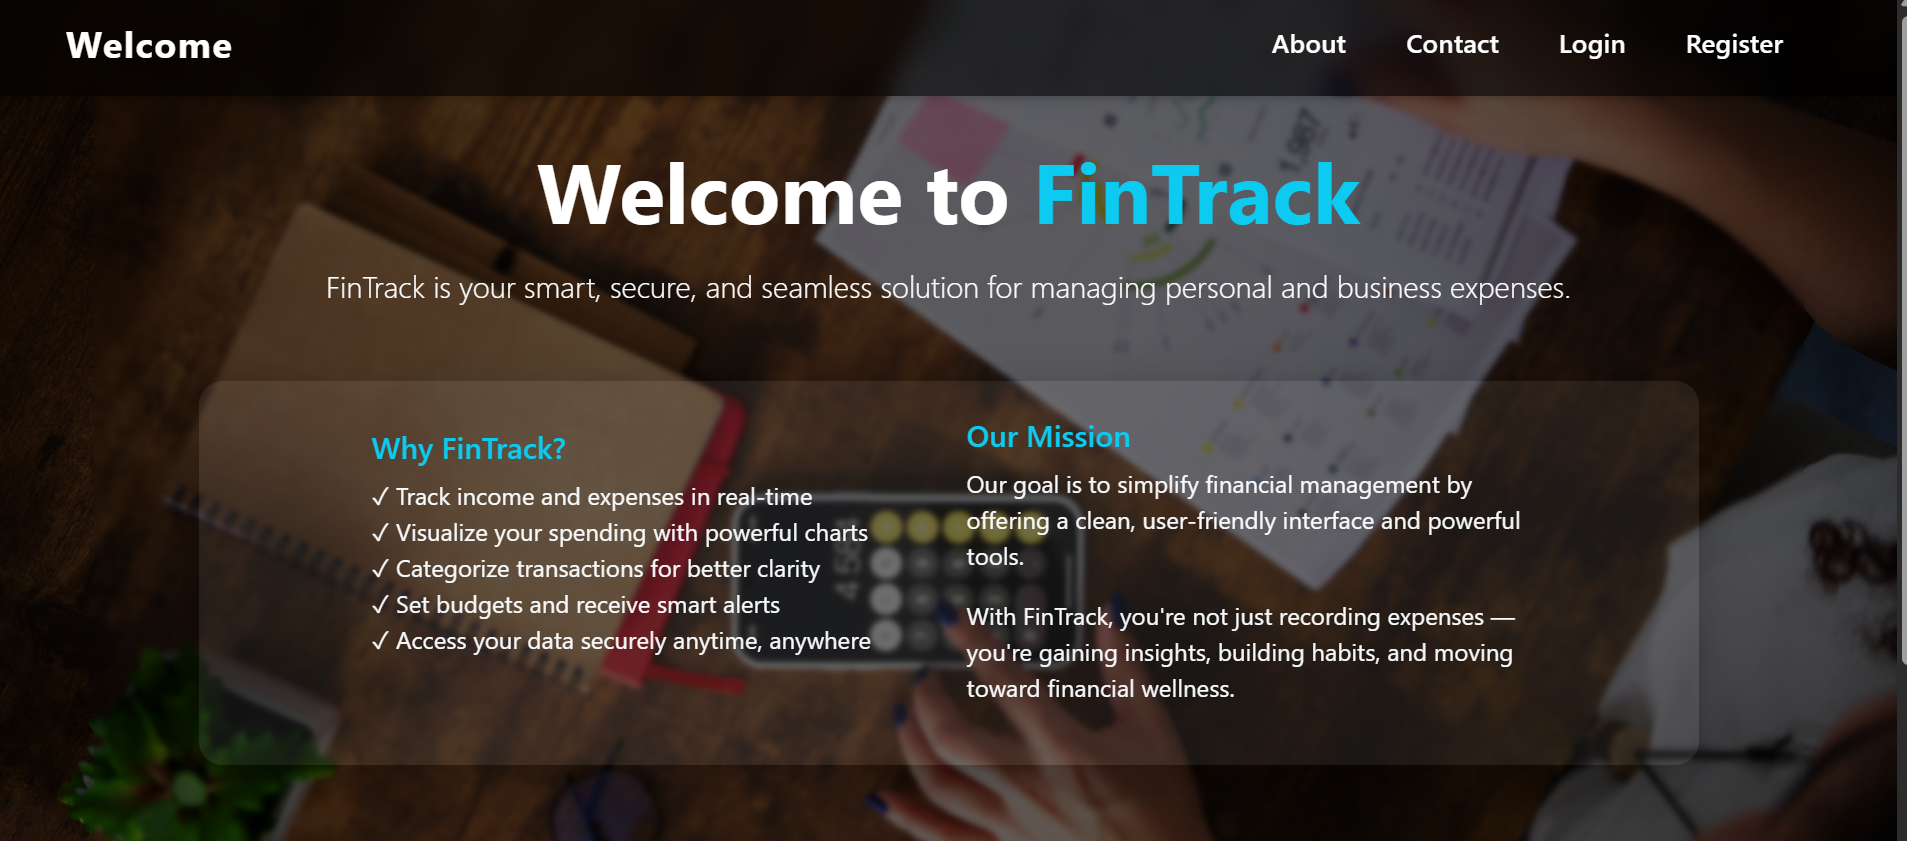 Welcome
About
Contact
Login
Register
Welcome to FinTrack
FinTrack is your smart, secure, and seamless solution for managing personal and business expenses.
Why FinTrack?
✓ Track income and expenses in real-time
✓ Visualize your spending with powerful charts
✓ Categorize transactions for better clarity
✓ Set budgets and receive smart alerts
✓ Access your data securely anytime, anywhere
Our Mission
Our goal is to simplify financial management by
offering a clean, user-friendly interface and powerful
tools.
With FinTrack, you're not just recording expenses —
you're gaining insights, building habits, and moving
toward financial wellness.
1,987